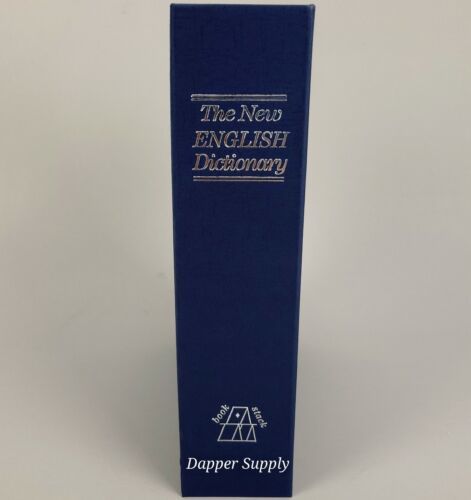 The New
ENGLISH
Dictionary
book stack
Dapper Supply